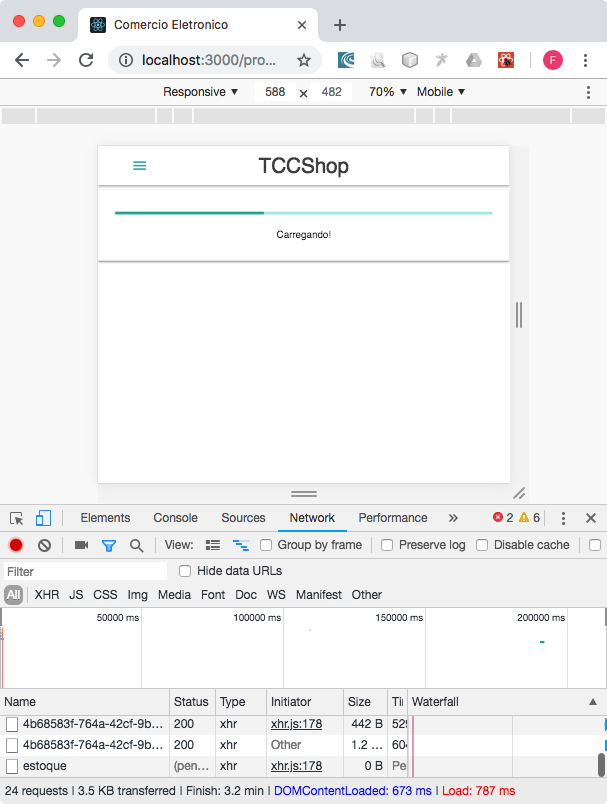 Comercio Eletronico
localhost:3000/pro...
F
Responsive ▼ 588 × 482 70% ▼ Mobile ▼
TCCShop
Carregando!
Elements Console Sources Network Performance » 2 6
View: Group by frame Preserve log Disable cache
Filter Hide data URLs
All XHR JS CSS Img Media Font Doc WS Manifest Other
50000 ms 100000 ms 150000 ms 200000 ms
Name Status Type Initiator Size Waterfall ▲
4b68583f-764a-42cf-9b... 200 xhr xhr.js:178 442 B
4b68583f-764a-42cf-9b... 200 xhr Other 1.2 ...
estoque (pen... xhr xhr.js:178 0 B Pe
24 requests | 3.5 KB transferred | Finish: 3.2 min | DOMContentLoaded: 673 ms | Load: 787 ms